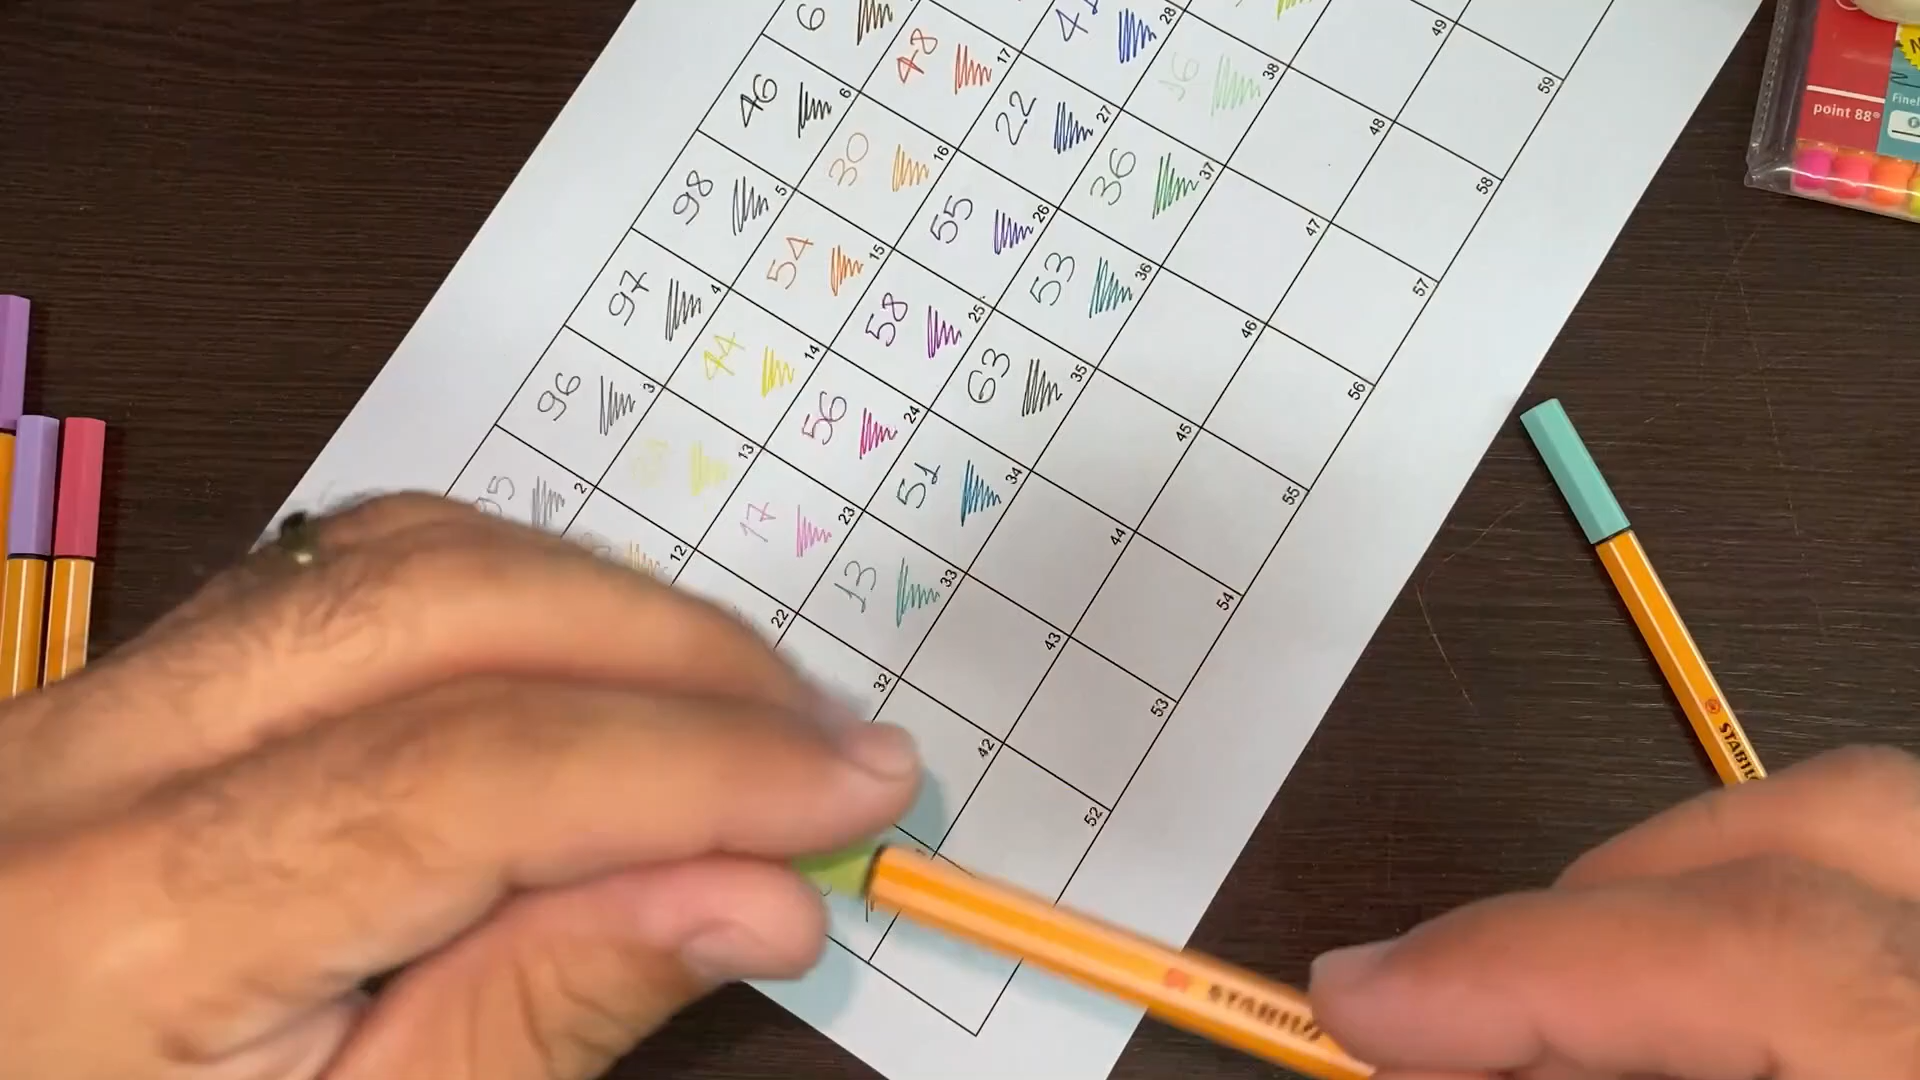 95 96 97 98 46 6
2 3 4 5 6
44 54 30 48
12 13 14 15 16 17
17 56 58 55 22
22 23 24 25 26 27 28
13 51 63 53 36 16
32 33 34 35 36 37 38
42 43 44 45 46 47 48 49
52 53 54 55 56 57 58 59
point 88®
STABILO